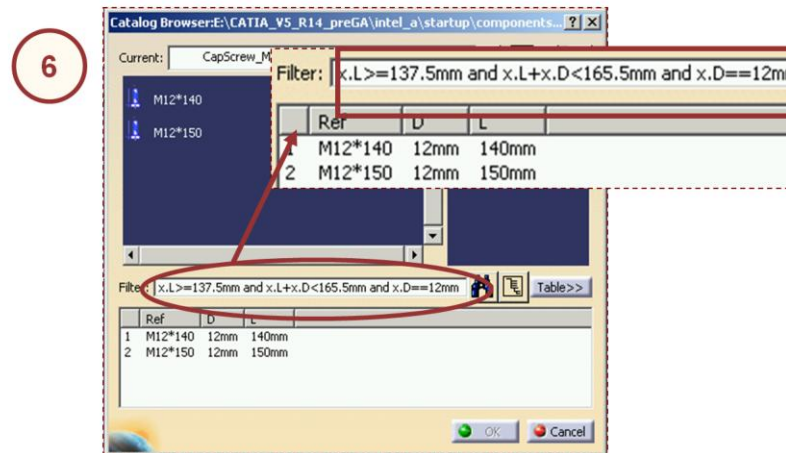 6
Catalog Browser:E:\CATIA_V5_R14_preGA\intel_a\startup\components...
Current:
M12*140
M12*150
Filter: x.L>=137.5mm and x.L+x.D<165.5mm and
Ref D L
1 M12*140 12mm 140mm
2 M12*150 12mm 150mm
Filter: x.L>=137.5mm and x.L+x.D<165.5mm and x.D==12mm Table>>
Ref D L
1 M12*140 12mm 140mm
2 M12*150 12mm 150mm
OK Cancel